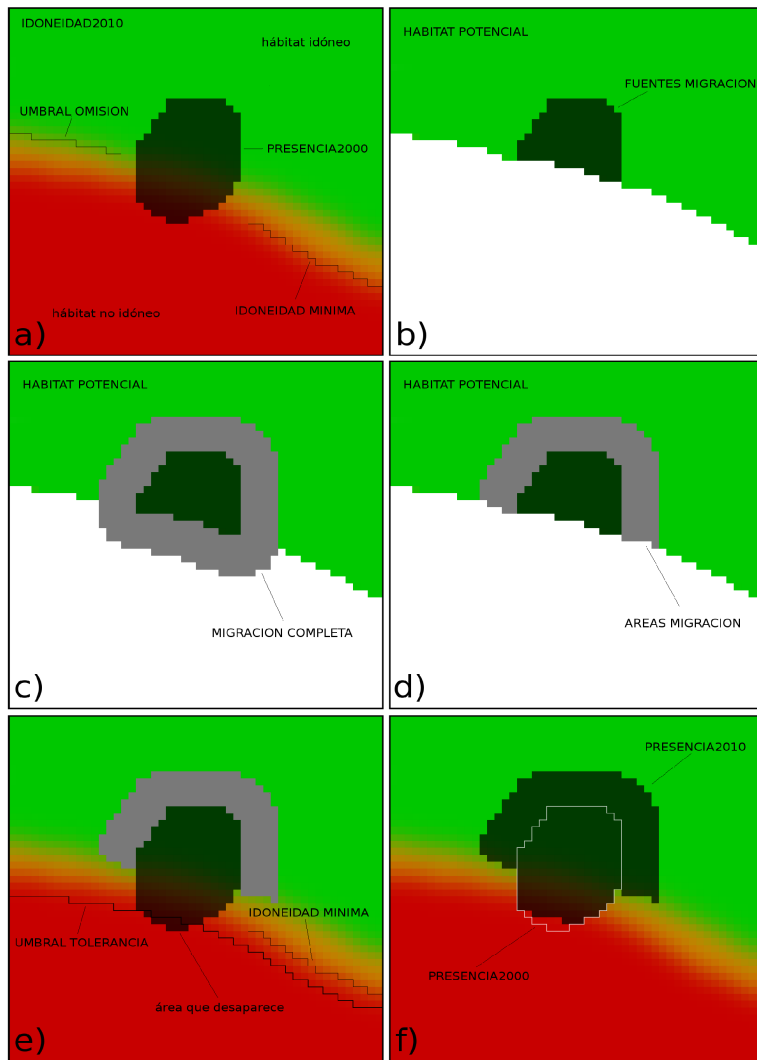 IDONEIDAD2010
hábitat idóneo
UMBRAL OMISION
PRESENCIA2000
hábitat no idóneo
IDONEIDAD MINIMA
a)
HABITAT POTENCIAL
FUENTES MIGRACION
b)
HABITAT POTENCIAL
MIGRACION COMPLETA
c)
HABITAT POTENCIAL
AREAS MIGRACION
d)
IDONEIDAD MINIMA
UMBRAL TOLERANCIA
área que desaparece
e)
PRESENCIA2010
PRESENCIA2000
f)